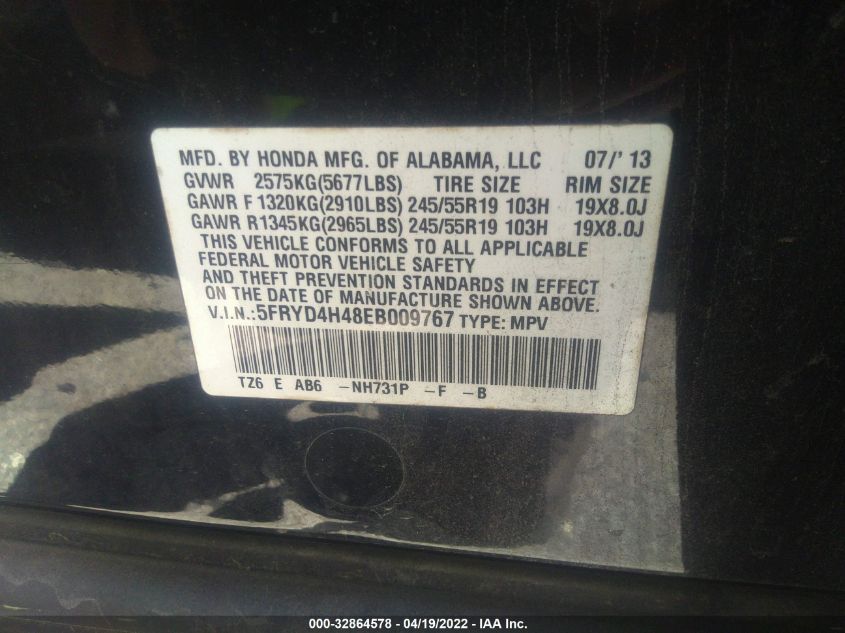 MFD. BY HONDA MFG. OF ALABAMA, LLC 07/' 13
GVWR 2575KG(5677LBS) TIRE SIZE RIM SIZE
GAWR F 1320KG(2910LBS) 245/55R19 103H 19X8.0J
GAWR R1345KG(2965LBS) 245/55R19 103H 19X8.0J
THIS VEHICLE CONFORMS TO ALL APPLICABLE
FEDERAL MOTOR VEHICLE SAFETY
AND THEFT PREVENTION STANDARDS IN EFFECT
ON THE DATE OF MANUFACTURE SHOWN ABOVE.
V.I.N.:5FRYD4H48EB009767 TYPE: MPV
TZ6 E AB6 -NH731P -F -B
000-32864578 - 04/19/2022 - IAA Inc.